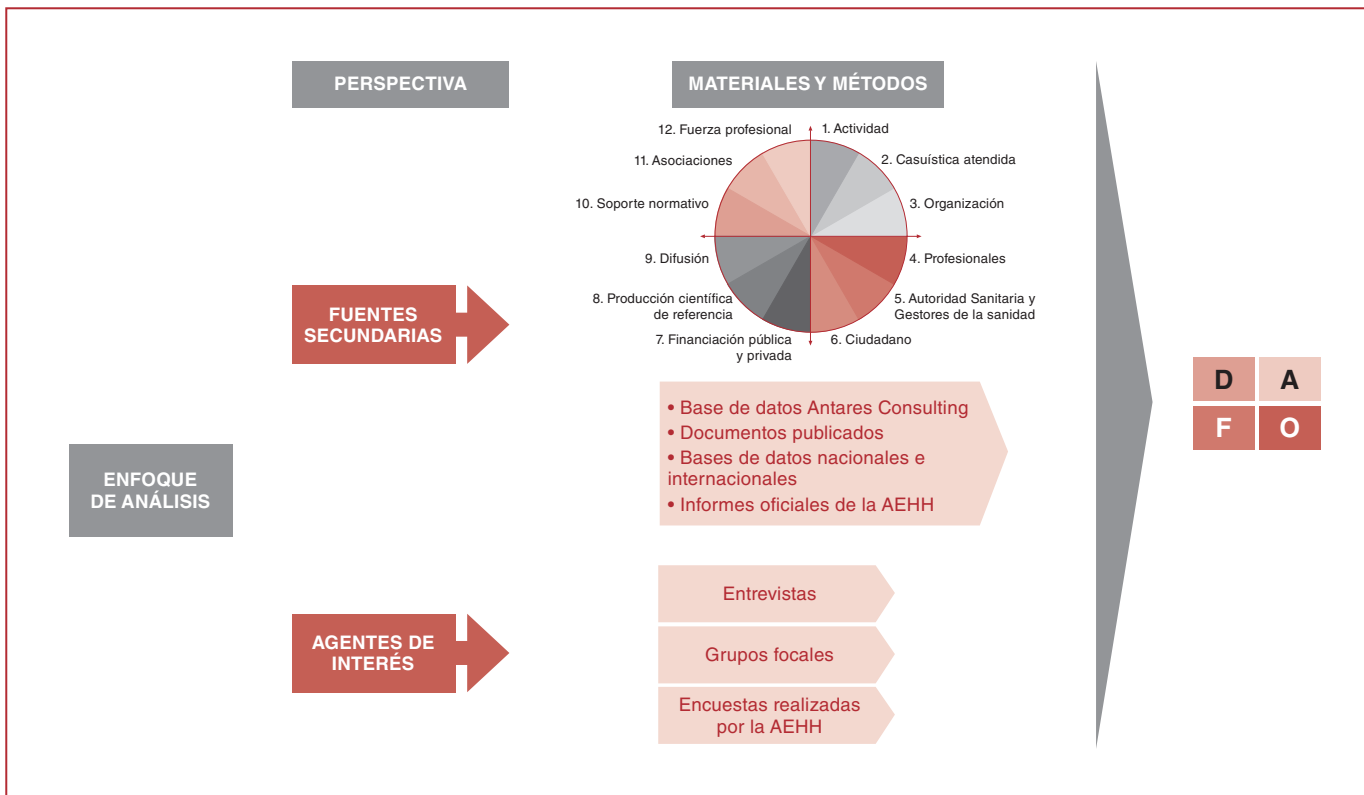 PERSPECTIVA
MATERIALES Y MÉTODOS
12. Fuerza profesional
1. Actividad
11. Asociaciones
2. Casuística atendida
10. Soporte normativo
3. Organización
9. Difusión
4. Profesionales
8. Producción científica
de referencia
5. Autoridad Sanitaria y
Gestores de la sanidad
7. Financiación pública
y privada
6. Ciudadano
FUENTES
SECUNDARIAS
• Base de datos Antares Consulting
• Documentos publicados
• Bases de datos nacionales e
internacionales
• Informes oficiales de la AEHH
D A
F O
ENFOQUE
DE ANÁLISIS
AGENTES DE
INTERÉS
Entrevistas
Grupos focales
Encuestas realizadas
por la AEHH